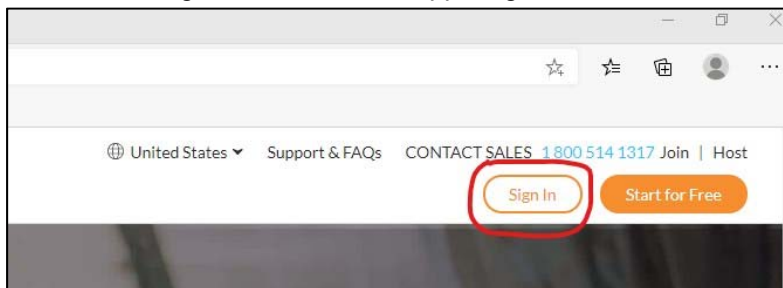 United States Support & FAQs CONTACT SALES 1 800 514 1317 Join | Host
Sign In Start for Free